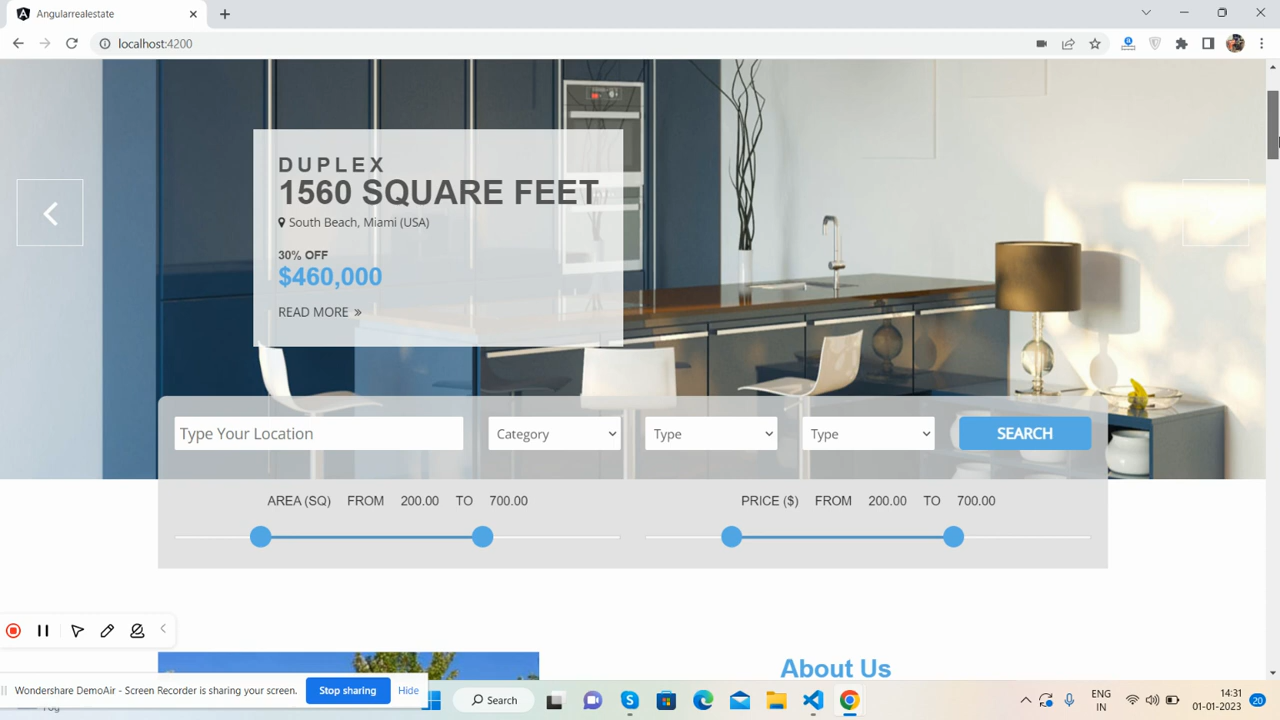 Angularrealestate
localhost:4200
DUPLEX
1560 SQUARE FEET
South Beach, Miami (USA)
30% OFF
$460,000
READ MORE »
Type Your Location
Category
Type
Type
SEARCH
AREA (SQ) FROM 200.00 TO 700.00
PRICE ($) FROM 200.00 TO 700.00
About Us
Wondershare DemoAir - Screen Recorder is sharing your screen.
Stop sharing
Hide
Search
ENG
IN
14:31
01-01-2023
20